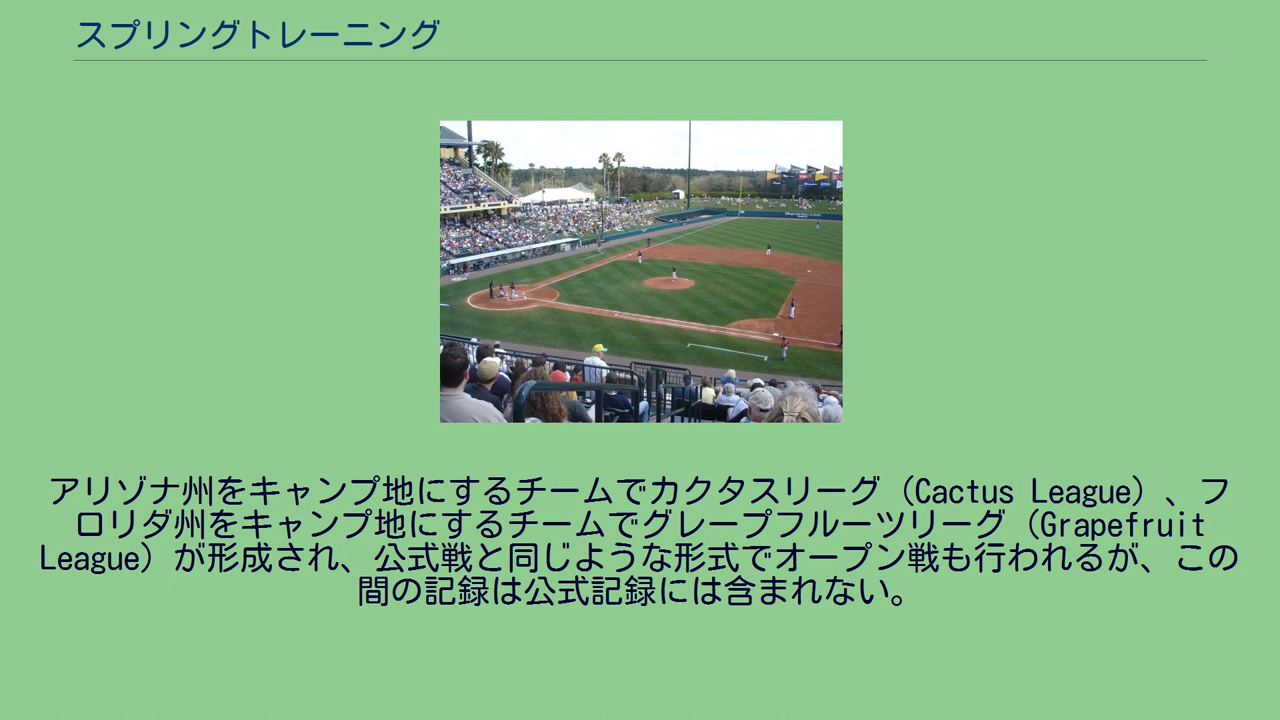 スプリングトレーニング
アリゾナ州をキャンプ地にするチームでカクタスリーグ（Cactus League）、フ
ロリダ州をキャンプ地にするチームでグレープフルーツリーグ（Grapefruit
League）が形成され、公式戦と同じような形式でオープン戦も行われるが、この
間の記録は公式記録には含まれない。